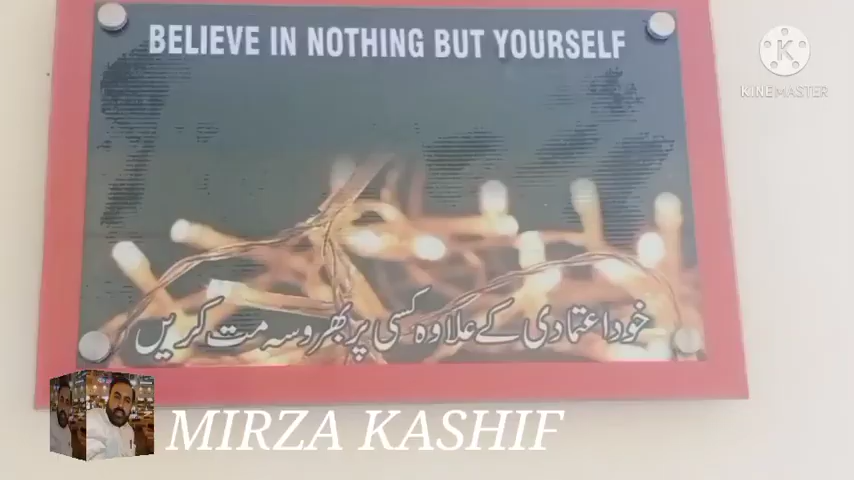 BELIEVE IN NOTHING BUT YOURSELF
KINEMASTER
خود اعتمادی کے علاوہ کسی پر بھروسہ مت کریں
MIRZA KASHIF